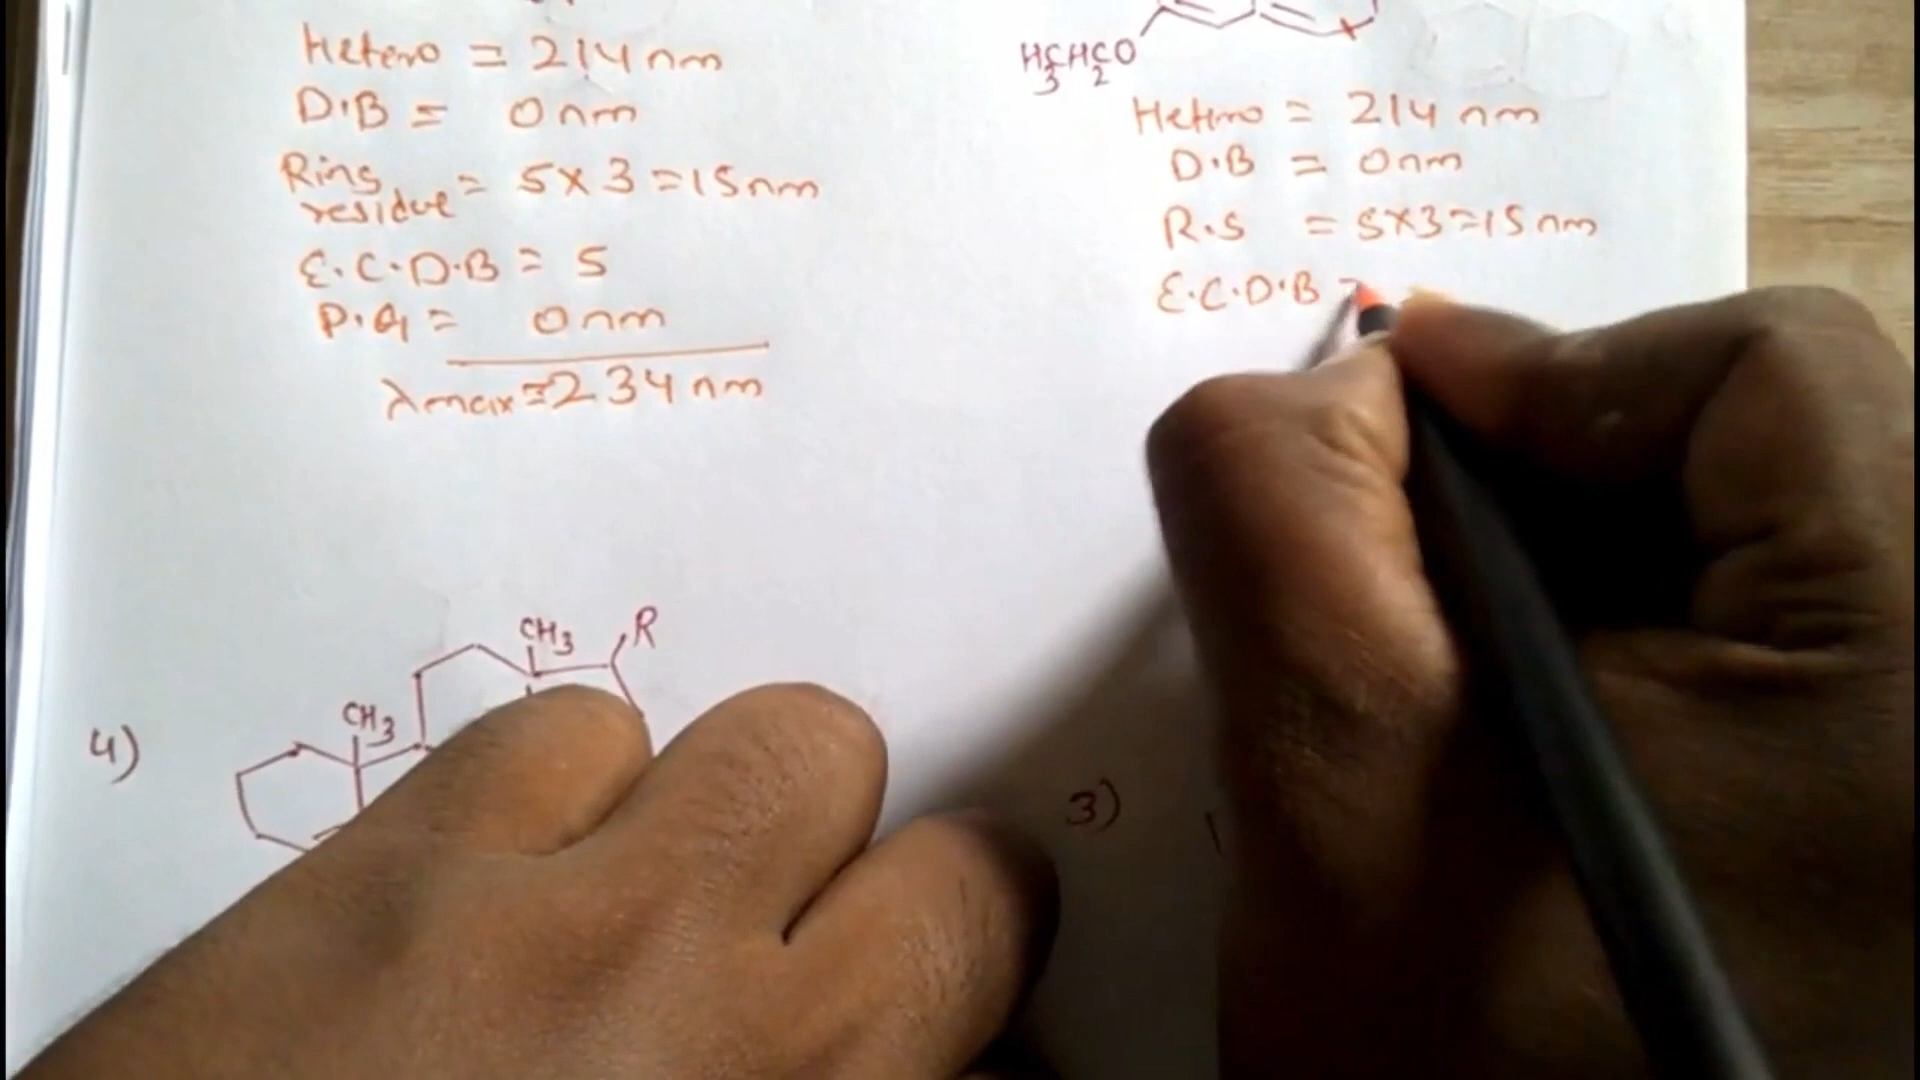 Hetero = 214 nm
D.B = 0 nm
Ring residue = 5 x 3 = 15 nm
E.C.D.B = 5
P.G = 0 nm
λmax = 234 nm
H3CH2CO
Hetero = 214 nm
D.B = 0 nm
R.S = 5x3=15 nm
E.C.D.B =
4)
CH3
CH3
R
3)